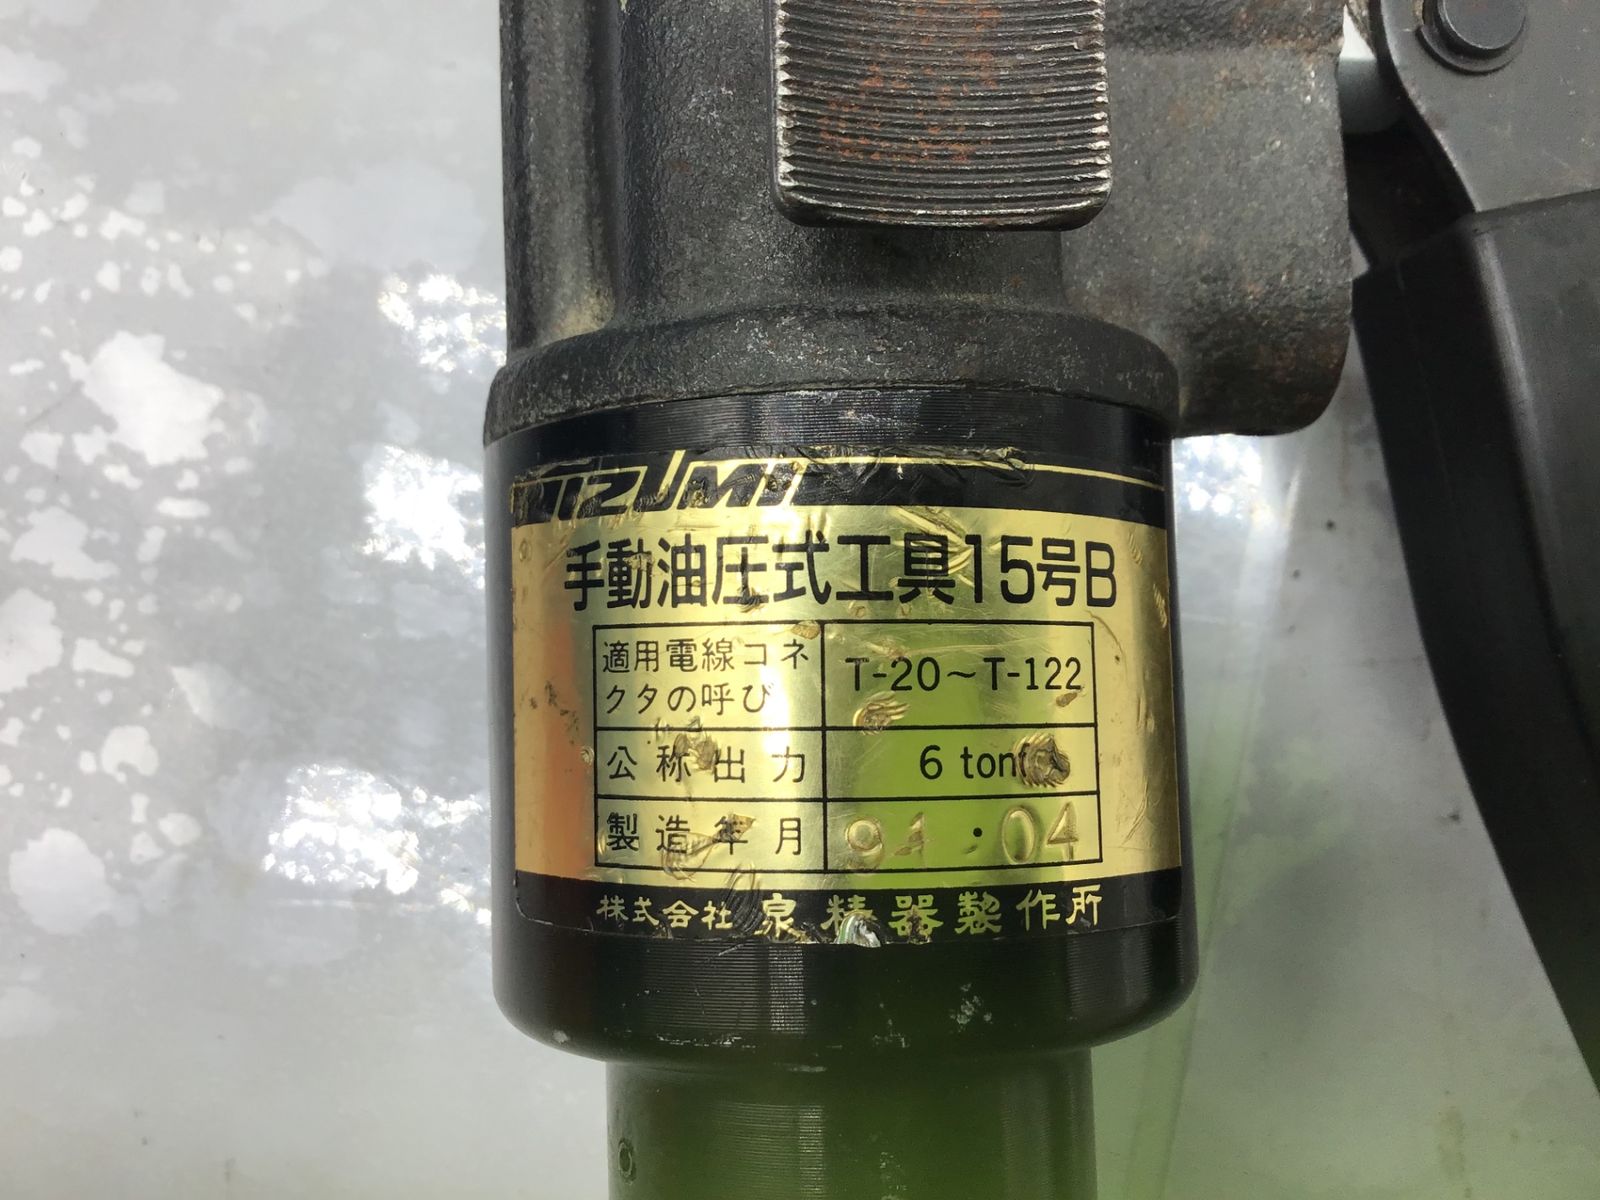 IZUMI
手動油圧式工具15号B
適用電線コネ
クタの呼び
T-20～T-122
公称出力
6 tonf
製造年月
94・04
株式会社 泉精器製作所